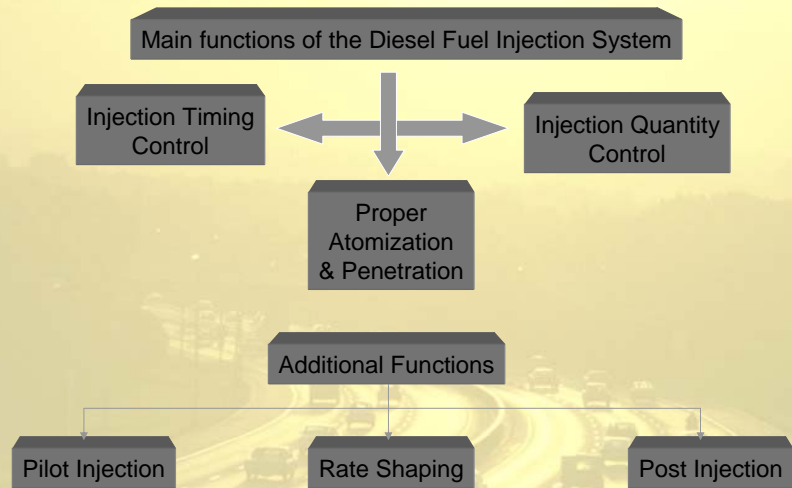 Main functions of the Diesel Fuel Injection System
Injection Timing
Control
Injection Quantity
Control
Proper
Atomization
& Penetration
Additional Functions
Pilot Injection
Rate Shaping
Post Injection